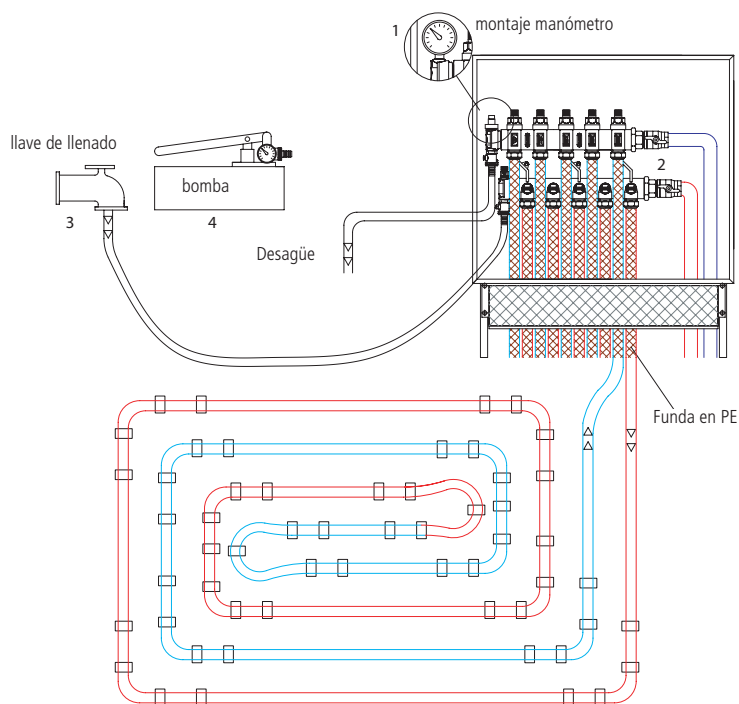 1
montaje manómetro
llave de llenado
bomba
2
3
4
Desagüe
Funda en PE